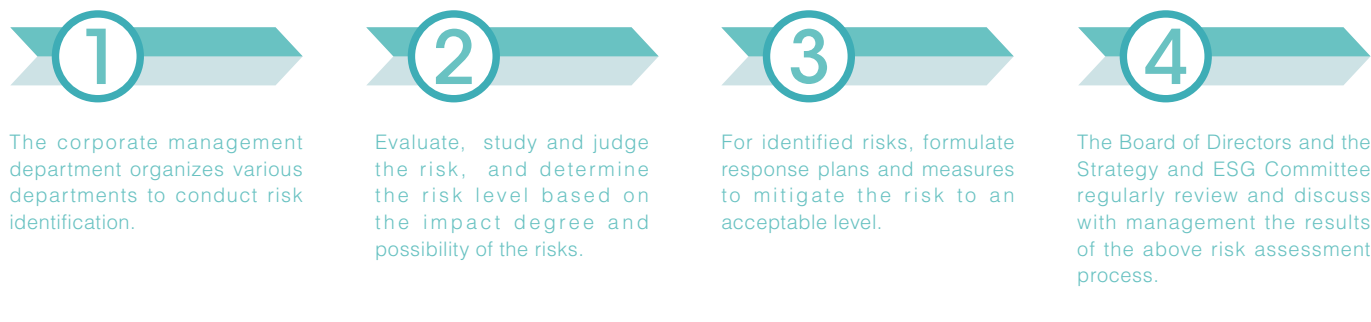 1
The corporate management
department organizes various
departments to conduct risk
identification.
2
Evaluate, study and judge
the risk, and determine
the risk level based on
the impact degree and
possibility of the risks.
3
For identified risks, formulate
response plans and measures
to mitigate the risk to an
acceptable level.
4
The Board of Directors and the
Strategy and ESG Committee
regularly review and discuss
with management the results
of the above risk assessment
process.